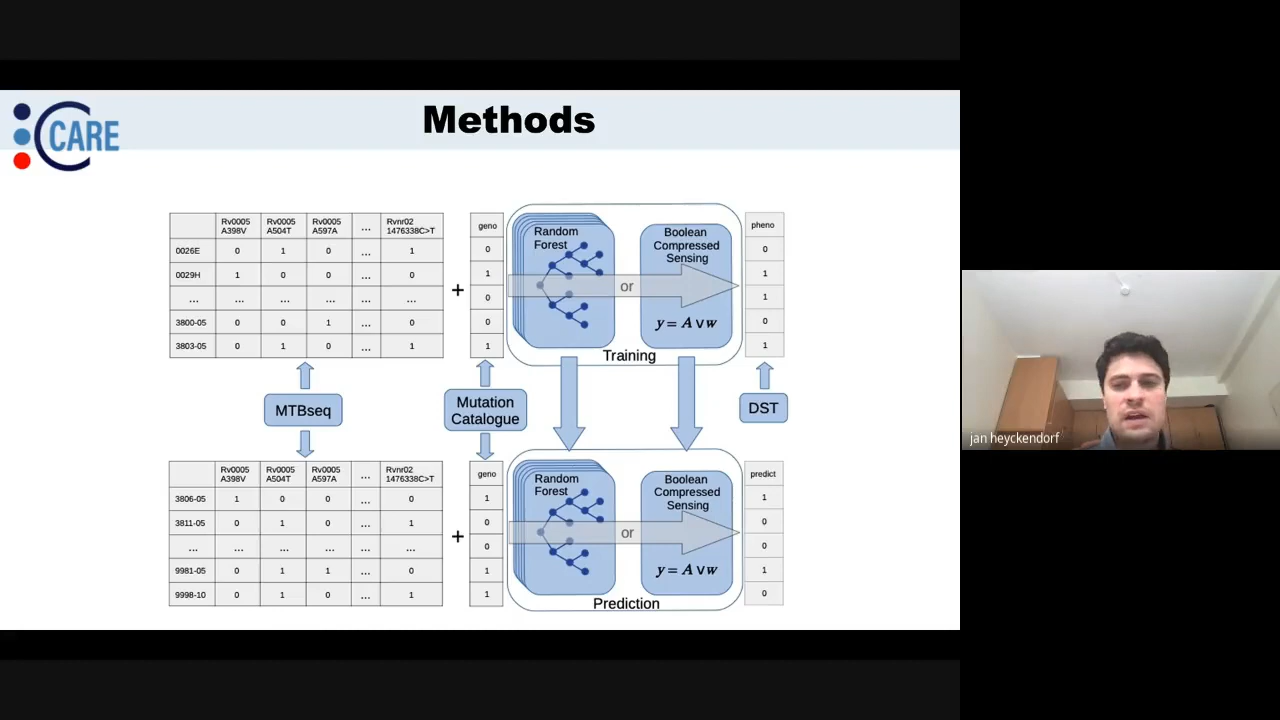 CARE
Methods
Rv0005 Rv0005 Rv0005 ... Rvnr02
A398V A504T A597A 1476338C>T
0026E 0 1 0 ... 1
0029H 1 0 0 ... 0
... ... ... ... ... ...
3800-05 0 0 1 ... 0
3803-05 0 1 0 ... 1
+
geno
0
1
0
0
1
Random
Forest
or
Boolean
Compressed
Sensing
y = A ∨ w
Training
pheno
0
1
1
0
1
MTBseq
Mutation
Catalogue
DST
jan heyckendorf
Rv0005 Rv0005 Rv0005 ... Rvnr02
A398V A504T A597A 1476338C>T
3806-05 1 0 0 ... 0
3811-05 0 1 0 ... 1
... ... ... ... ... ...
9981-05 0 1 1 ... 0
9998-10 0 1 0 ... 1
+
geno
1
0
0
1
1
Random
Forest
or
Boolean
Compressed
Sensing
y = A ∨ w
Prediction
predict
1
0
0
1
0